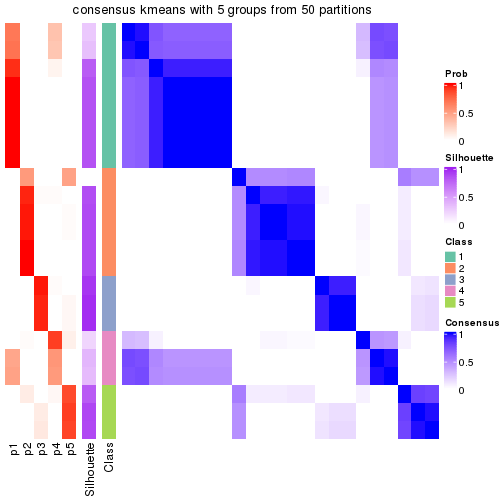 consensus kmeans with 5 groups from 50 partitions
Prob
1
0.5
0
Silhouette
1
0.5
0
Class
1
2
3
4
5
Consensus
1
0.5
0
p1
p2
p3
p4
p5
Silhouette
Class